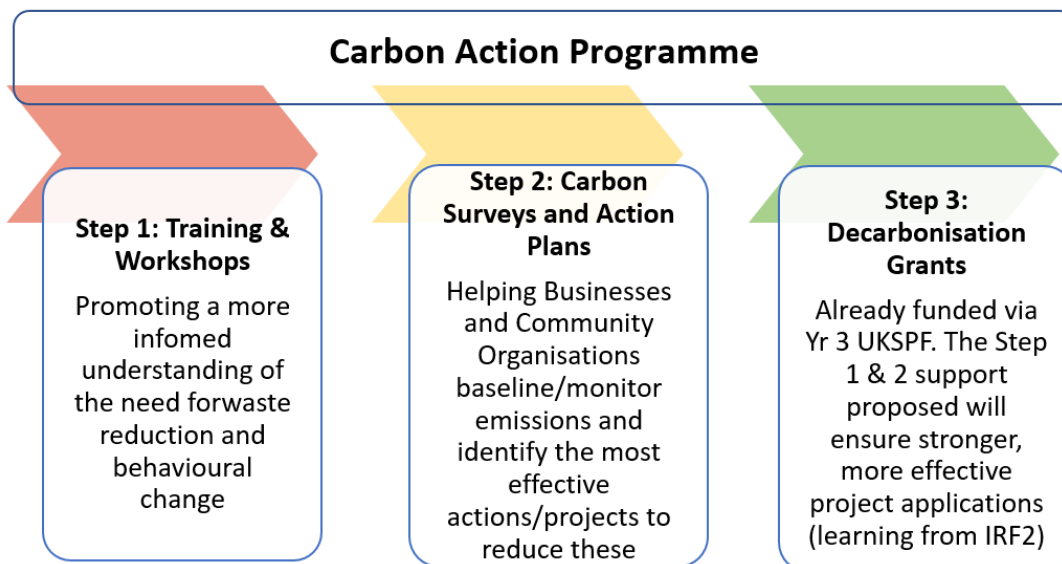 Carbon Action Programme
Step 1: Training &
Workshops
Promoting a more
infomed
understanding of
the need forwaste
reduction and
behavioural
change
Step 2: Carbon
Surveys and Action
Plans
Helping Businesses
and Community
Organisations
baseline/monitor
emissions and
identify the most
effective
actions/projects to
reduce these
Step 3:
Decarbonisation
Grants
Already funded via
Yr 3 UKSPF. The Step
1 & 2 support
proposed will
ensure stronger,
more effective
project applications
(learning from IRF2)